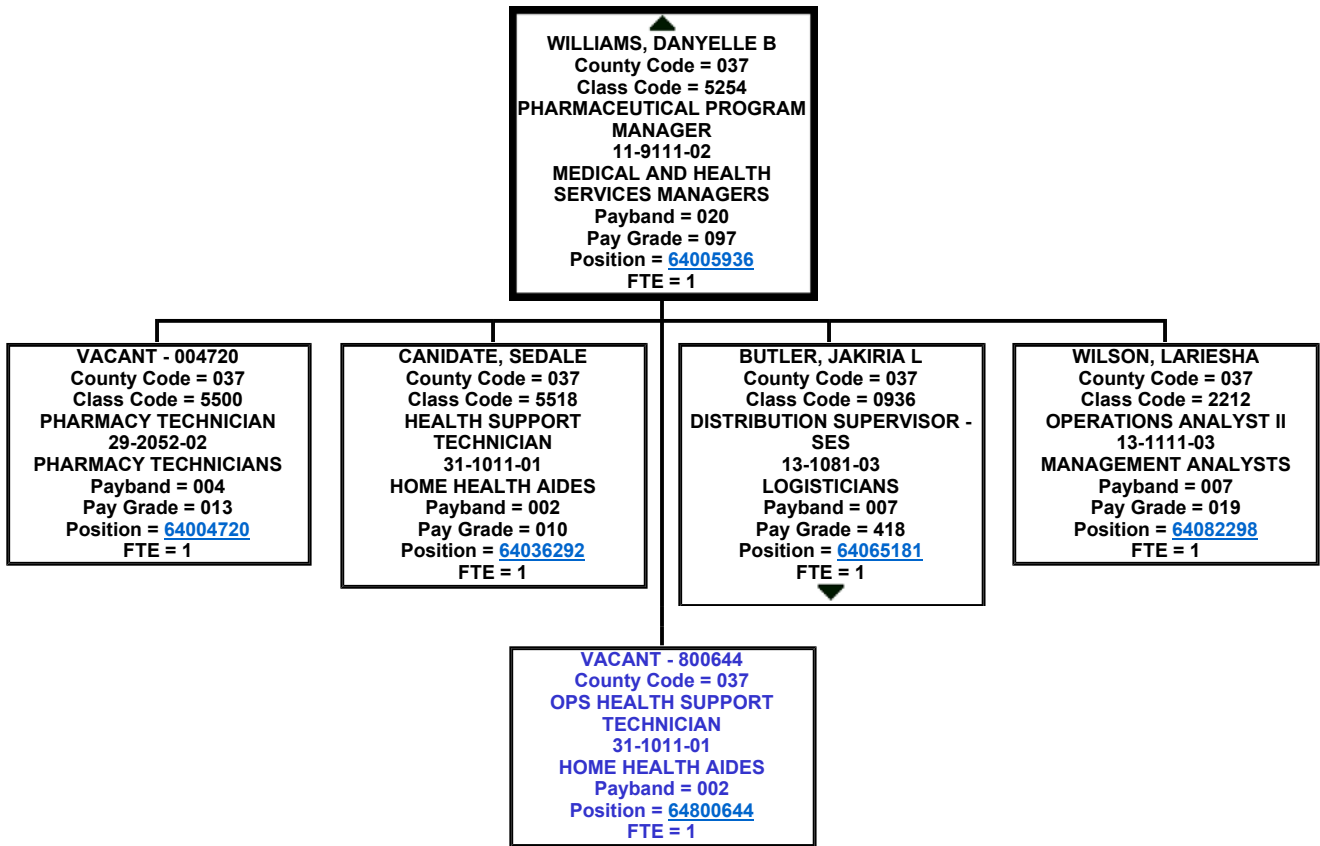 WILLIAMS, DANYELLE B
County Code = 037
Class Code = 5254
PHARMACEUTICAL PROGRAM
MANAGER
11-9111-02
MEDICAL AND HEALTH
SERVICES MANAGERS
Payband = 020
Pay Grade = 097
Position = 64005936
FTE = 1
VACANT - 004720
County Code = 037
Class Code = 5500
PHARMACY TECHNICIAN
29-2052-02
PHARMACY TECHNICIANS
Payband = 004
Pay Grade = 013
Position = 64004720
FTE = 1
CANIDATE, SEDALE
County Code = 037
Class Code = 5518
HEALTH SUPPORT
TECHNICIAN
31-1011-01
HOME HEALTH AIDES
Payband = 002
Pay Grade = 010
Position = 64036292
FTE = 1
BUTLER, JAKIRIA L
County Code = 037
Class Code = 0936
DISTRIBUTION SUPERVISOR -
SES
13-1081-03
LOGISTICIANS
Payband = 007
Pay Grade = 418
Position = 64065181
FTE = 1
WILSON, LARIESHA
County Code = 037
Class Code = 2212
OPERATIONS ANALYST II
13-1111-03
MANAGEMENT ANALYSTS
Payband = 007
Pay Grade = 019
Position = 64082298
FTE = 1
VACANT - 800644
County Code = 037
OPS HEALTH SUPPORT
TECHNICIAN
31-1011-01
HOME HEALTH AIDES
Payband = 002
Position = 64800644
FTE = 1